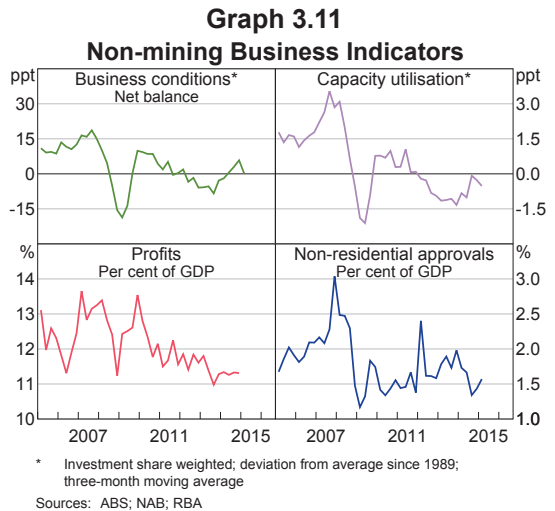 Graph 3.11
Non-mining Business Indicators
ppt ppt
Business conditions* Capacity utilisation*
Net balance
30 3.0
15 1.5
0.0 0.0
-15 -1.5
% %
Profits Non-residential approvals
Per cent of GDP Per cent of GDP
14 3.0
13 2.5
12 2.0
11 1.5
10 1.0
2007 2011 2015 2007 2011 2015
* Investment share weighted; deviation from average since 1989;
three-month moving average
Sources: ABS; NAB; RBA